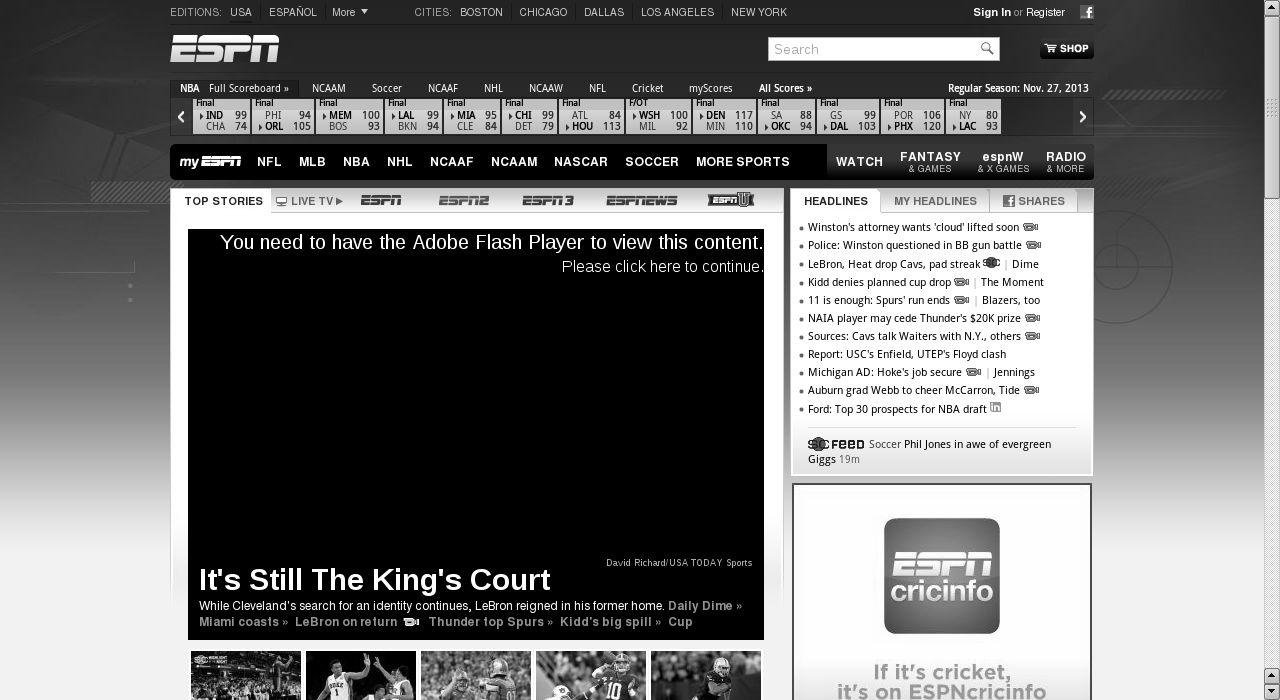 EDITIONS: USA ESPAÑOL More CITIES: BOSTON CHICAGO DALLAS LOS ANGELES NEW YORK Sign In or Register
ESPN Search SHOP
NBA Full Scoreboard » NCAAM Soccer NCAAF NHL NCAAW NFL Cricket myScores All Scores » Regular Season: Nov. 27, 2013
Final Final Final Final Final Final Final F/OT Final Final Final Final Final
IND 99 PHI 94 MEM 100 LAL 99 MIA 95 CHI 99 ATL 84 WSH 100 DEN 117 SA 88 GS 99 POR 106 NY 80
CHA 74 ORL 105 BOS 93 BKN 94 CLE 84 DET 79 HOU 113 MIL 92 MIN 110 OKC 94 DAL 103 PHX 120 LAC 93
my ESPN NFL MLB NBA NHL NCAAF NCAAM NASCAR SOCCER MORE SPORTS WATCH FANTASY & GAMES espnW & X GAMES RADIO & MORE
TOP STORIES LIVE TV ESPN ESPN2 ESPN3 ESPNEWS ESPNU
You need to have the Adobe Flash Player to view this content.
Please click here to continue.
David Richard/USA TODAY Sports
It's Still The King's Court
While Cleveland's search for an identity continues, LeBron reigned in his former home. Daily Dime »
Miami coasts » LeBron on return Thunder top Spurs » Kidd's big spill » Cup
HEADLINES MY HEADLINES SHARES
Winston's attorney wants 'cloud' lifted soon
Police: Winston questioned in BB gun battle
LeBron, Heat drop Cavs, pad streak | Dime
Kidd denies planned cup drop | The Moment
11 is enough: Spurs' run ends | Blazers, too
NAIA player may cede Thunder's $20K prize
Sources: Cavs talk Waiters with N.Y., others
Report: USC's Enfield, UTEP's Floyd clash
Michigan AD: Hoke's job secure | Jennings
Auburn grad Webb to cheer McCarron, Tide
Ford: Top 30 prospects for NBA draft
SC FEED Soccer Phil Jones in awe of evergreen
Giggs 19m
ESPN
cricinfo
If it's cricket,
it's on ESPNcricinfo